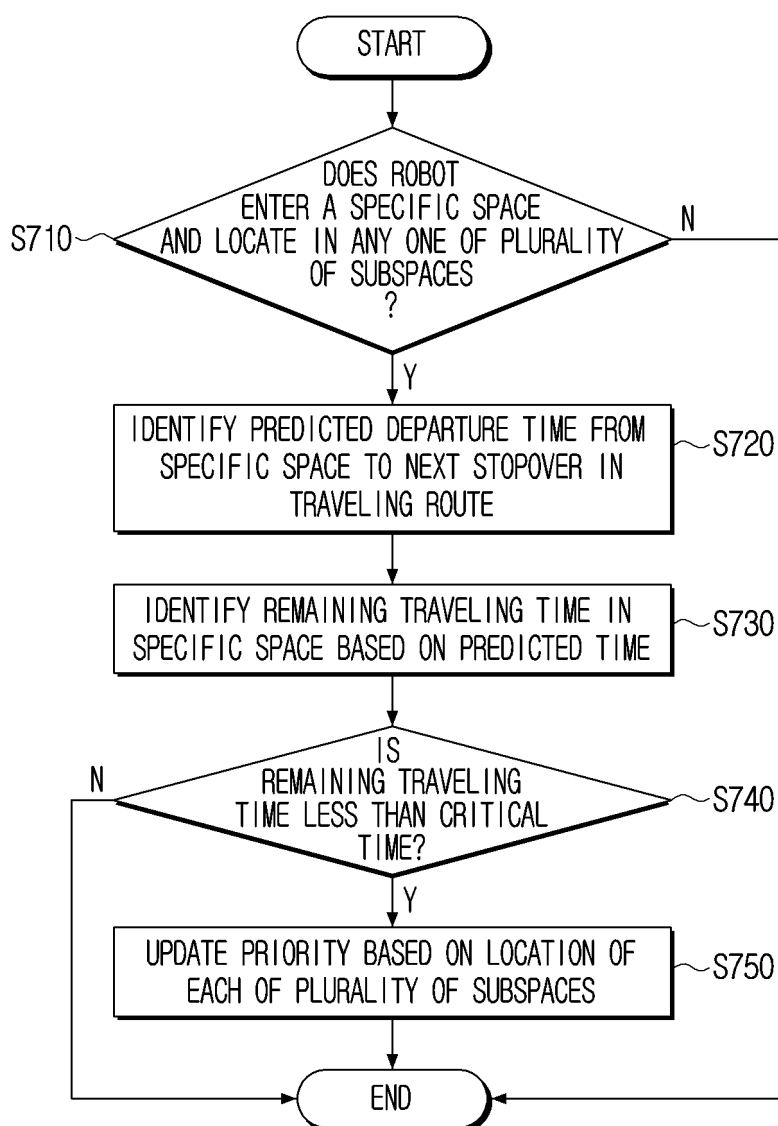 START
DOES ROBOT
ENTER A SPECIFIC SPACE
AND LOCATE IN ANY ONE OF PLURALITY
OF SUBSPACES
?
S710
N
Y
IDENTIFY PREDICTED DEPARTURE TIME FROM
SPECIFIC SPACE TO NEXT STOPOVER IN
TRAVELING ROUTE
S720
IDENTIFY REMAINING TRAVELING TIME IN
SPECIFIC SPACE BASED ON PREDICTED TIME
S730
IS
REMAINING TRAVELING
TIME LESS THAN CRITICAL
TIME?
N
S740
Y
UPDATE PRIORITY BASED ON LOCATION OF
EACH OF PLURALITY OF SUBSPACES
S750
END